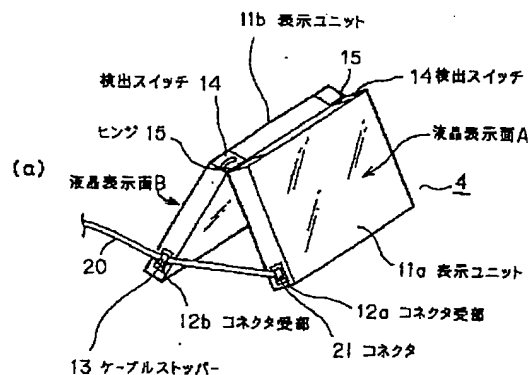 11b 表示ユニット
15
検出スイッチ 14
14 検出スイッチ
ヒンジ 15
液晶表示面A
(a)
液晶表示面B
4
20
11a 表示ユニット
12a コネクタ受部
12b コネクタ受部
21 コネクタ
13 ケーブルストッパー